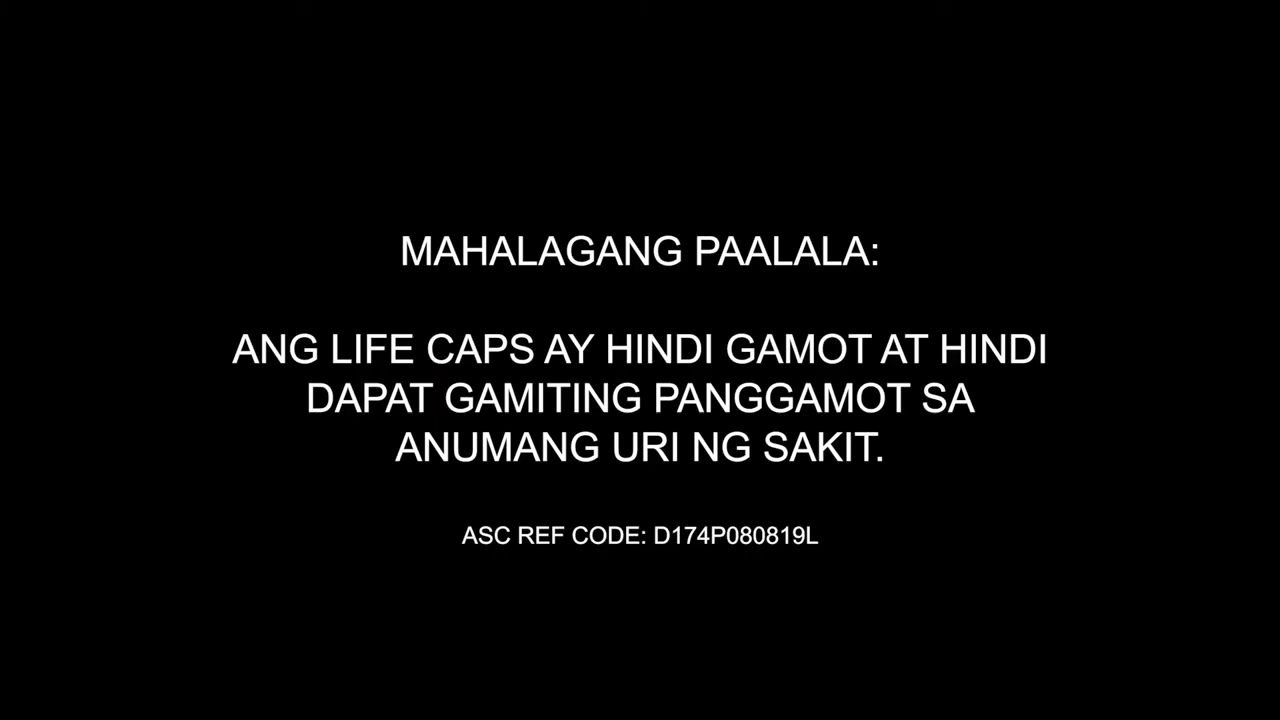 MAHALAGANG PAALALA:
ANG LIFE CAPS AY HINDI GAMOT AT HINDI
DAPAT GAMITING PANGGAMOT SA
ANUMANG URI NG SAKIT.
ASC REF CODE: D174P080819L